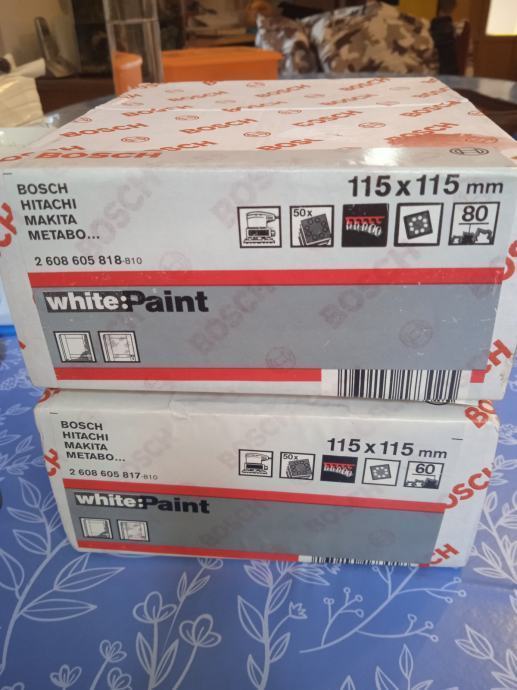 BOSCH
BOSCH
BOSCH
BOSCH
HITACHI
MAKITA
METABO...
2 608 605 818-810
115 x 115 mm
50x
80
white:Paint
BOSCH
BOSCH
BOSCH
HITACHI
MAKITA
METABO...
2 608 605 817-810
115 x 115 mm
50x
60
white:Paint
BOSCH
BOSCH